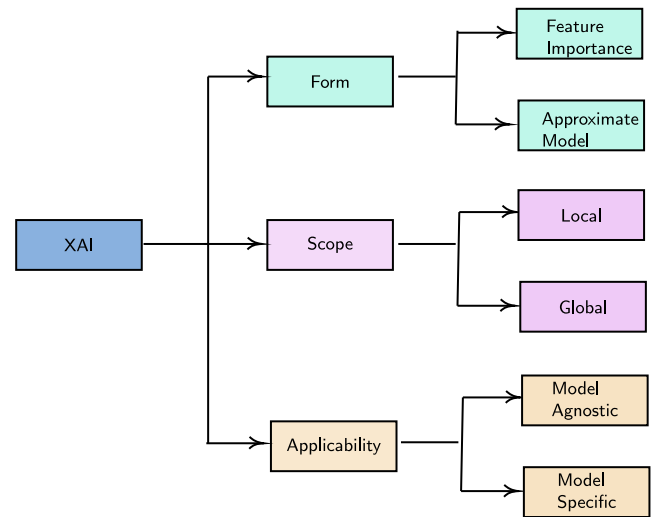 XAI
Form
Feature
Importance
Approximate
Model
Scope
Local
Global
Applicability
Model
Agnostic
Model
Specific